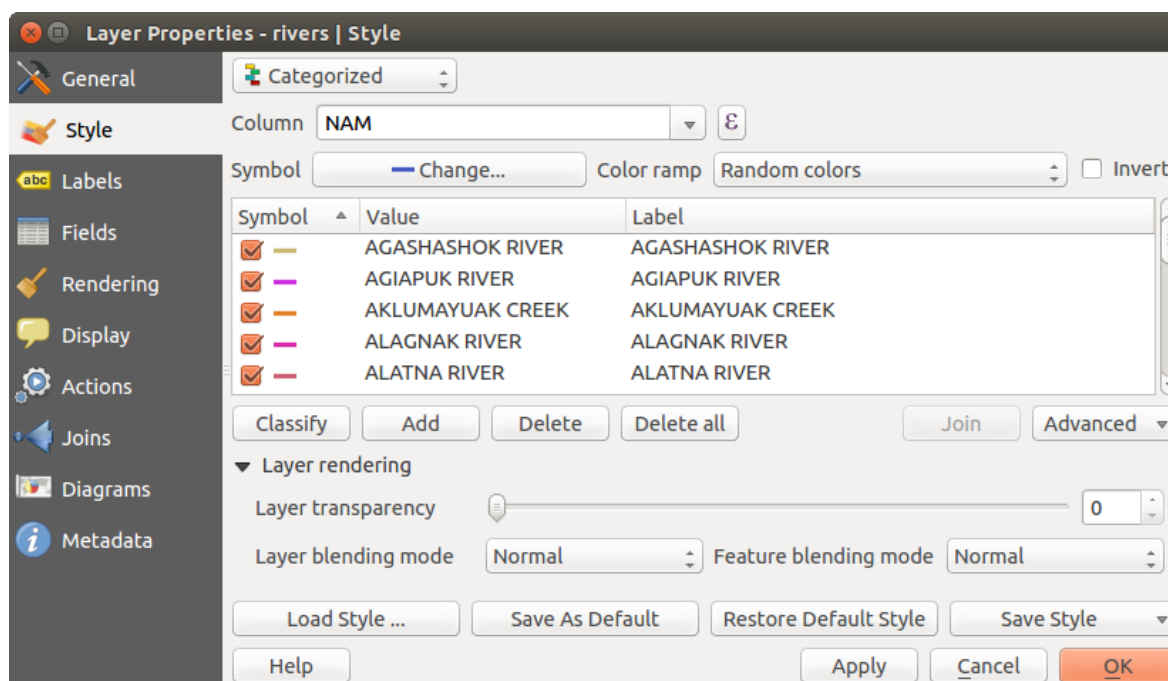 Layer Properties - rivers | Style
General
Style
abc Labels
Fields
Rendering
Display
Actions
Joins
Diagrams
i Metadata
Categorized
Column NAM ε
Symbol Change... Color ramp Random colors Invert
Symbol Value Label
AGASHASHOK RIVER AGASHASHOK RIVER
AGIAPUK RIVER AGIAPUK RIVER
AKLUMAYUAK CREEK AKLUMAYUAK CREEK
ALAGNAK RIVER ALAGNAK RIVER
ALATNA RIVER ALATNA RIVER
Classify Add Delete Delete all Join Advanced
Layer rendering
Layer transparency 0
Layer blending mode Normal Feature blending mode Normal
Load Style ... Save As Default Restore Default Style Save Style
Help Apply Cancel OK